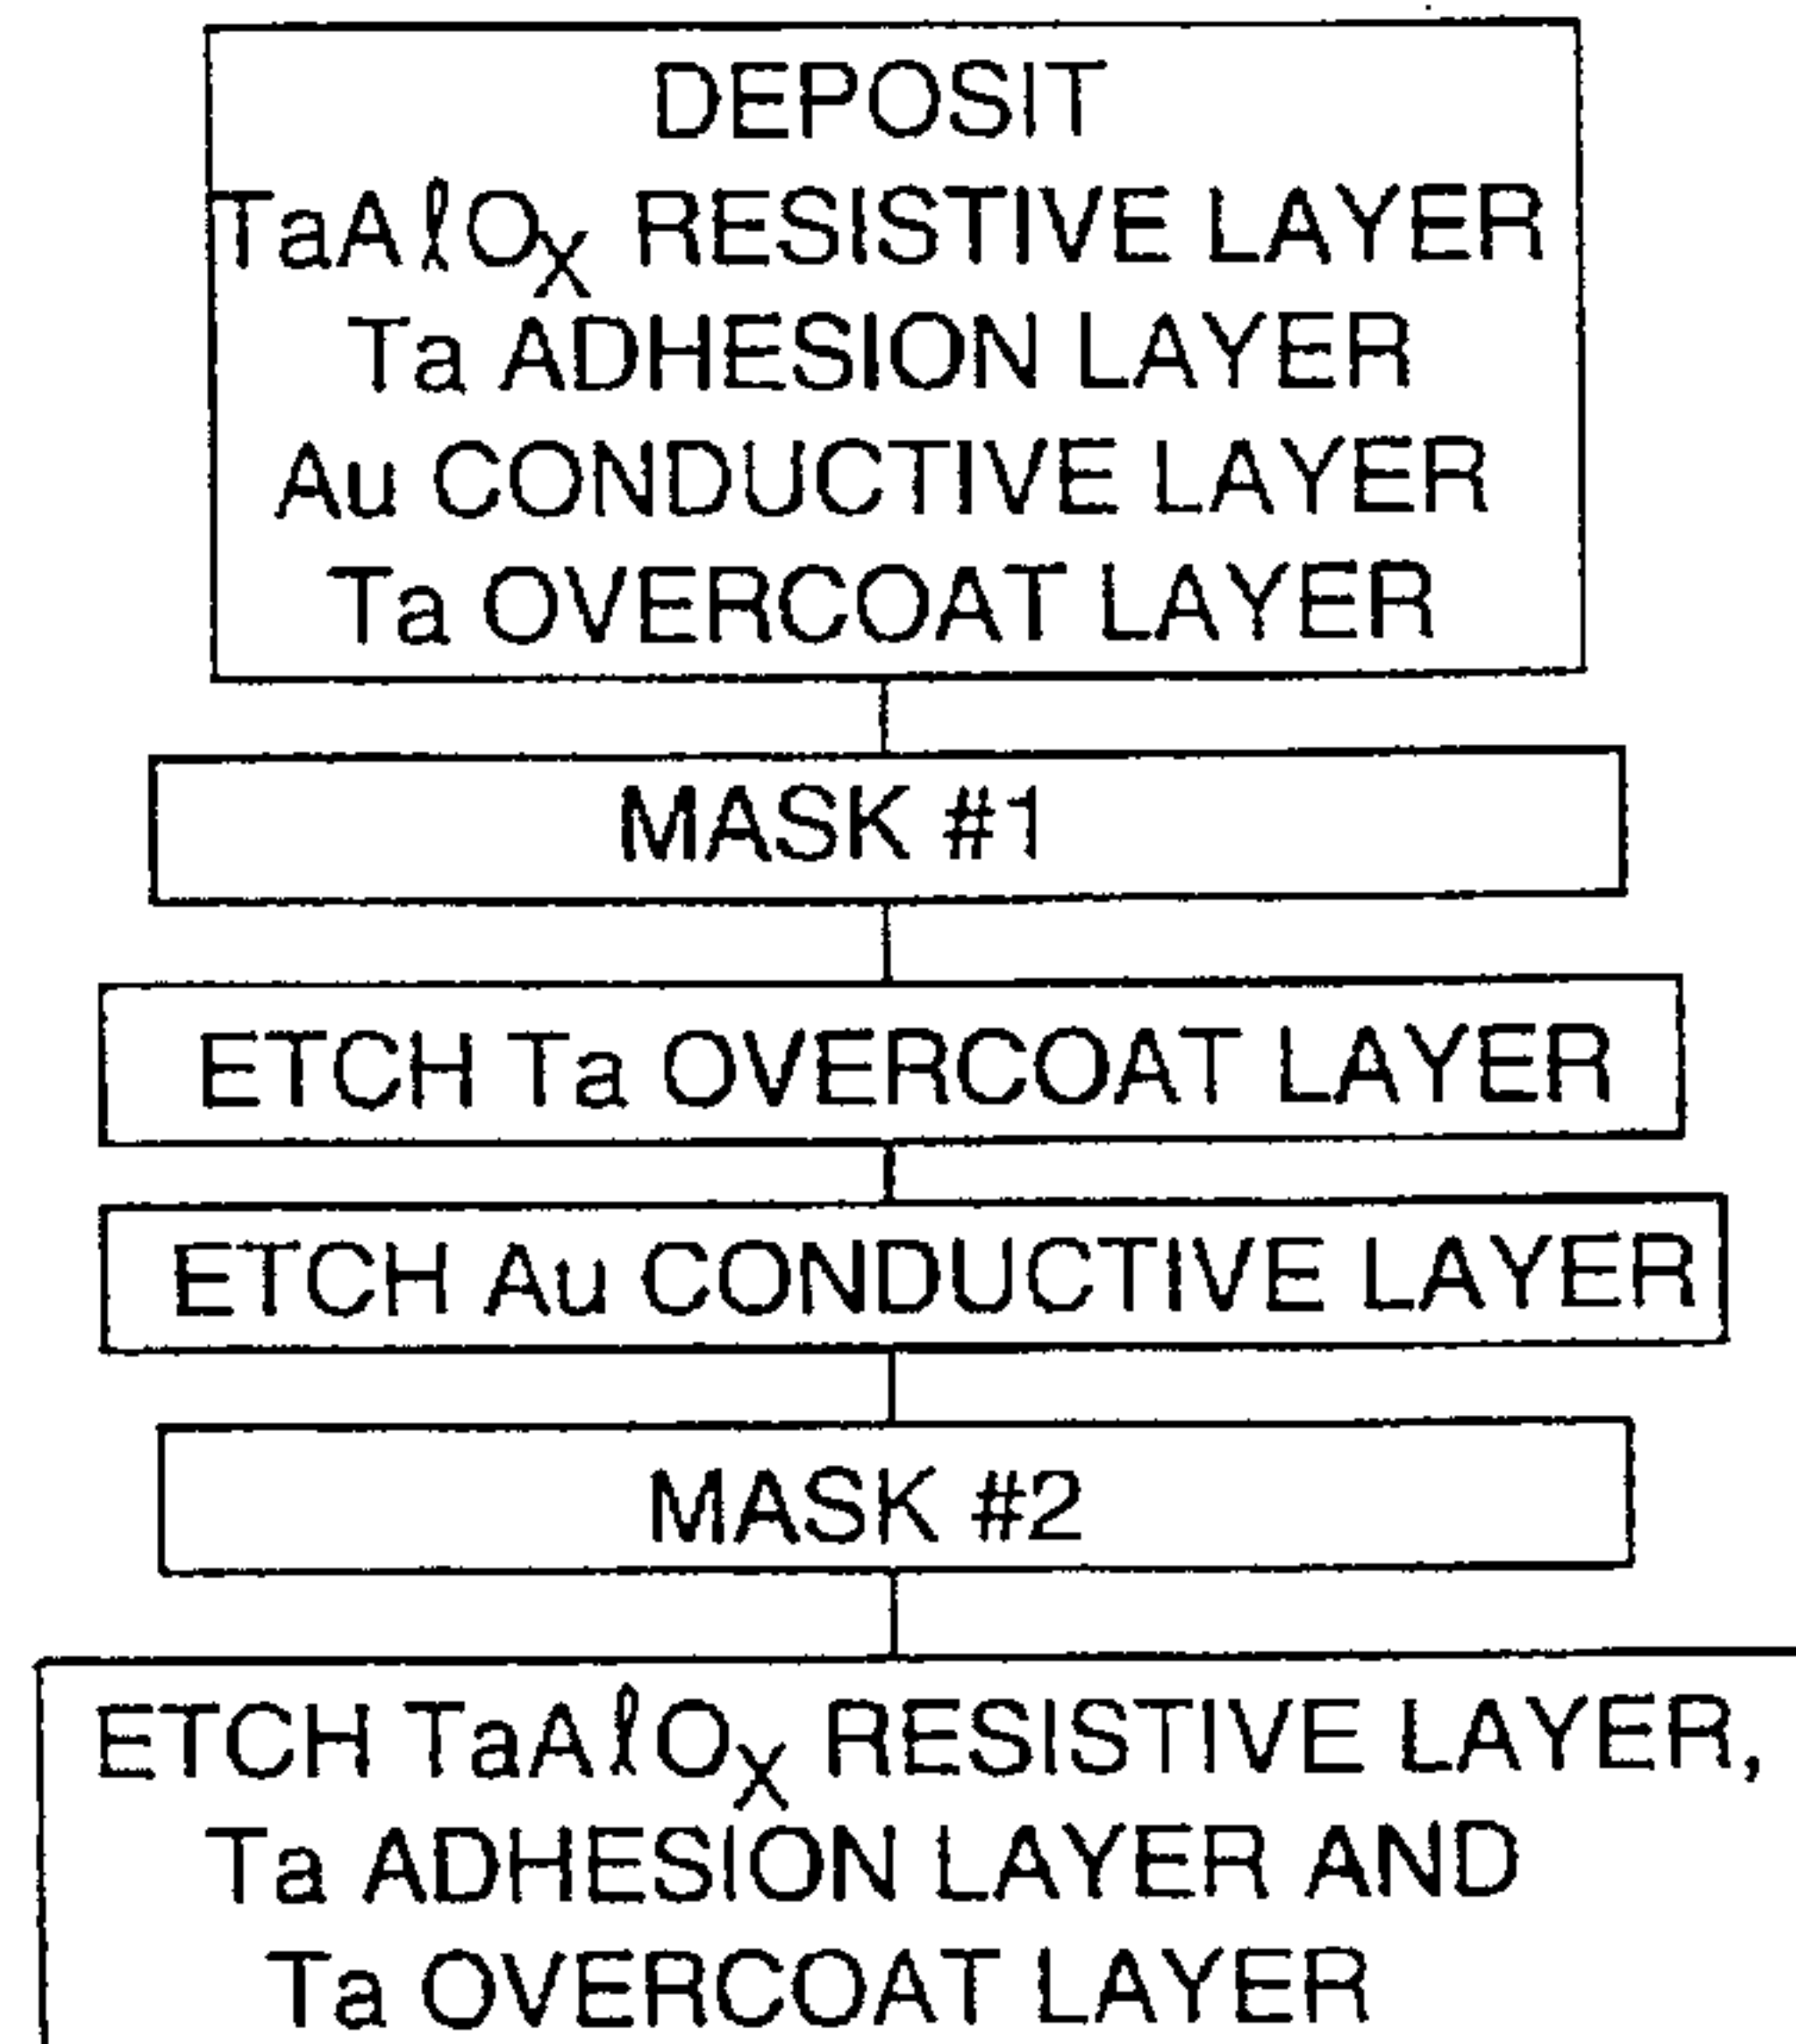 DEPOSIT
TaAℓOX RESISTIVE LAYER
Ta ADHESION LAYER
Au CONDUCTIVE LAYER
Ta OVERCOAT LAYER
MASK #1
ETCH Ta OVERCOAT LAYER
ETCH Au CONDUCTIVE LAYER
MASK #2
ETCH TaAℓOX RESISTIVE LAYER,
Ta ADHESION LAYER AND
Ta OVERCOAT LAYER